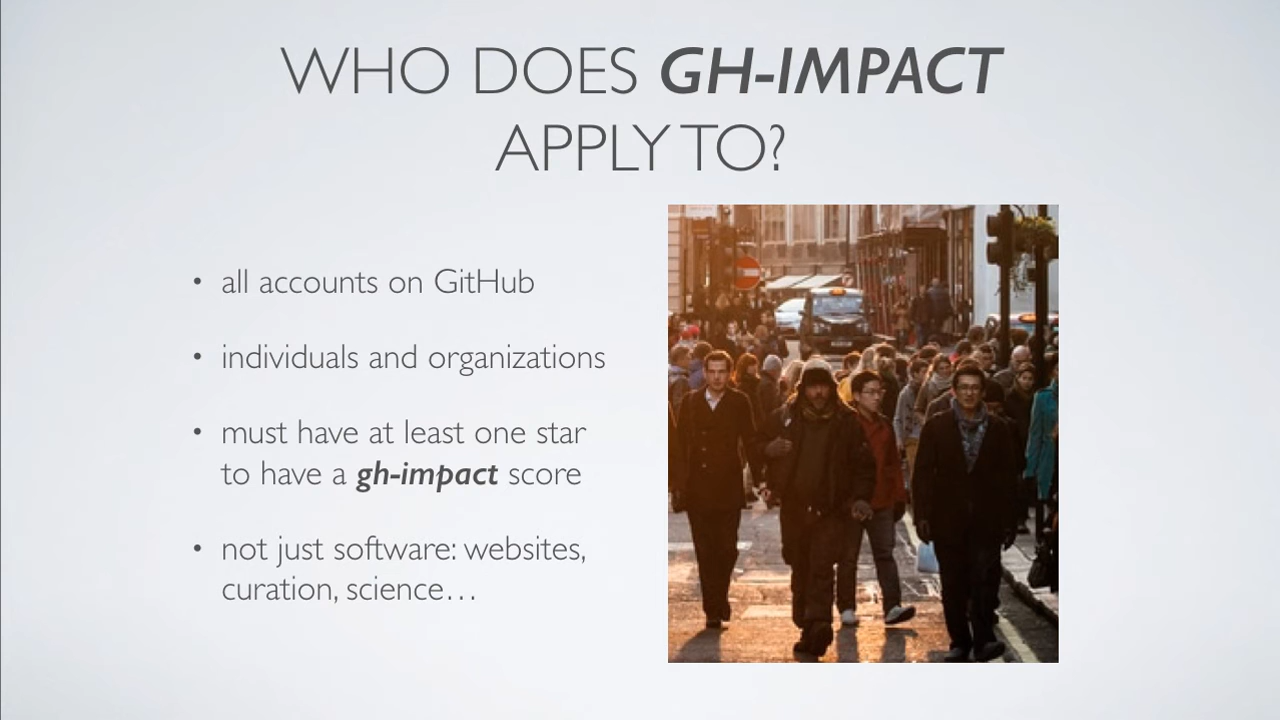 WHO DOES GH-IMPACT
APPLY TO?
• all accounts on GitHub
• individuals and organizations
• must have at least one star
to have a gh-impact score
• not just software: websites,
curation, science…